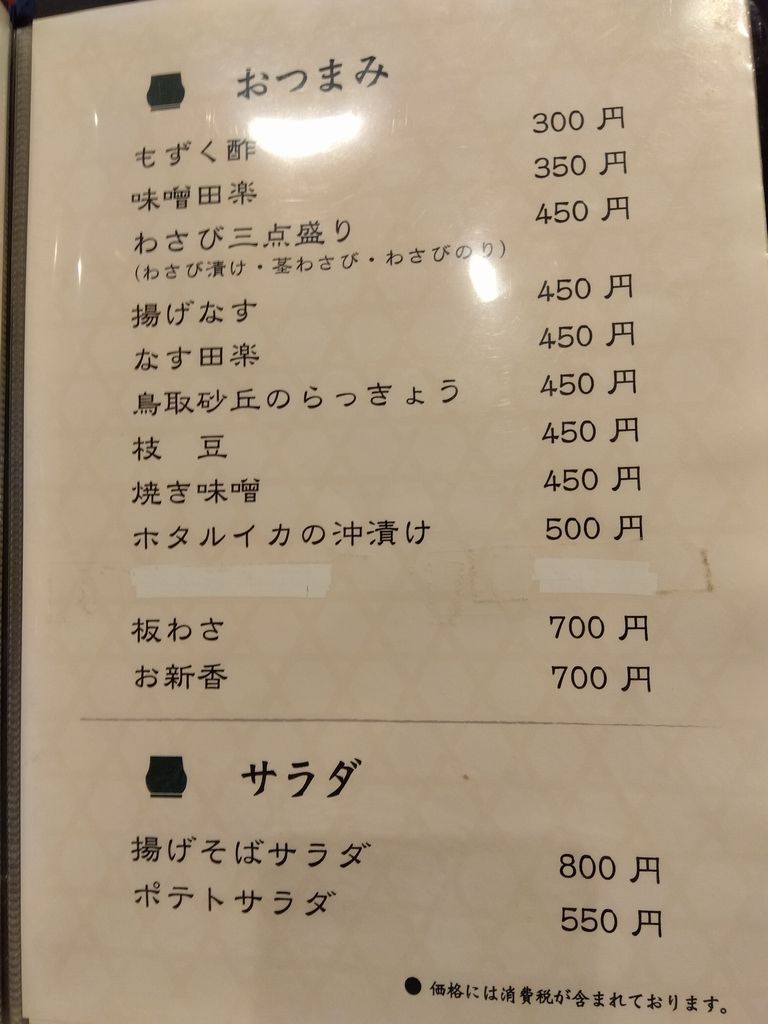 おつまみ
もずく酢 300 円
味噌田楽 350 円
わさび三点盛り 450 円
(わさび漬け・茎わさび・わさびのり)
揚げなす 450 円
なす田楽 450 円
鳥取砂丘のらっきょう 450 円
枝 豆 450 円
焼き味噌 450 円
ホタルイカの沖漬け 500 円
板わさ 700 円
お新香 700 円
サラダ
揚げそばサラダ 800 円
ポテトサラダ 550 円
●価格には消費税が含まれております。